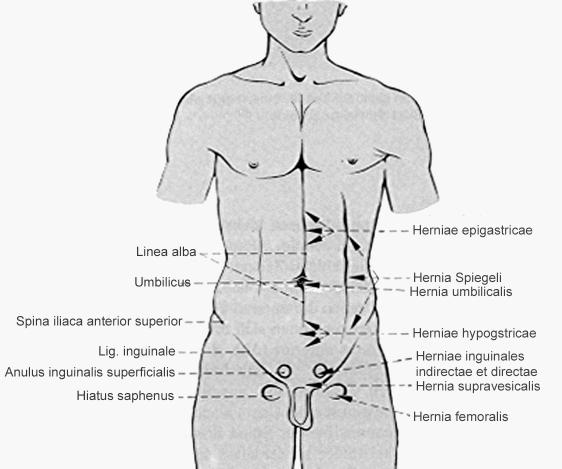 Linea alba
Umbilicus
Spina iliaca anterior superior
Lig. inguinale
Anulus inguinalis superficialis
Hiatus saphenus
Herniae epigastricae
Hernia Spiegeli
Hernia umbilicalis
Herniae hypogstricae
Herniae inguinales
indirectae et directae
Hernia supravesicalis
Hernia femoralis